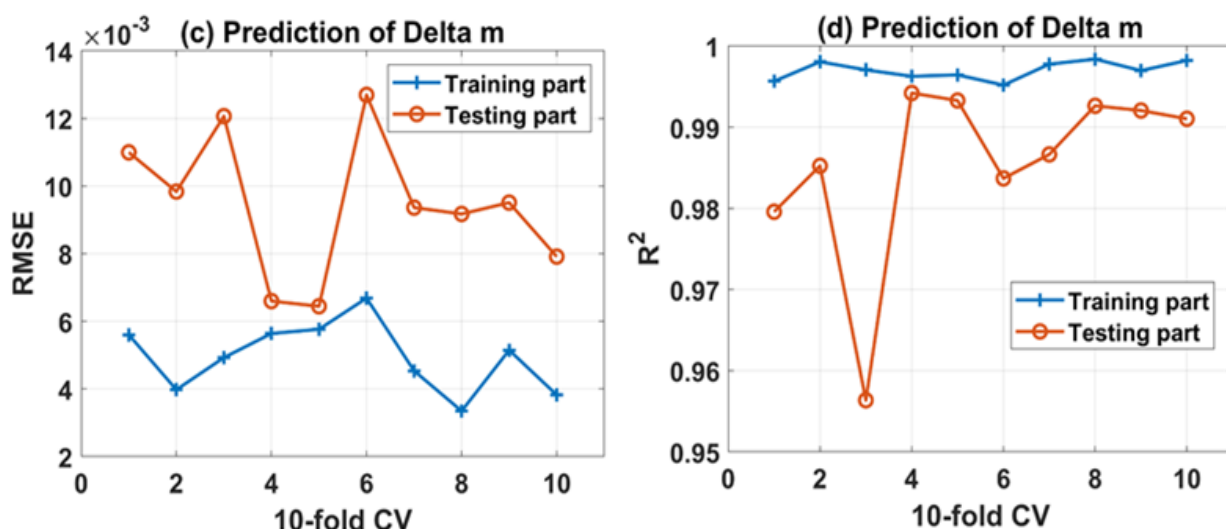 ×10⁻³ (c) Prediction of Delta m
14
12
10
8
6
4
2
RMSE
Training part
Testing part
0 2 4 6 8 10
10-fold CV
(d) Prediction of Delta m
1
0.99
0.98
0.97
0.96
0.95
R²
Training part
Testing part
0 2 4 6 8 10
10-fold CV